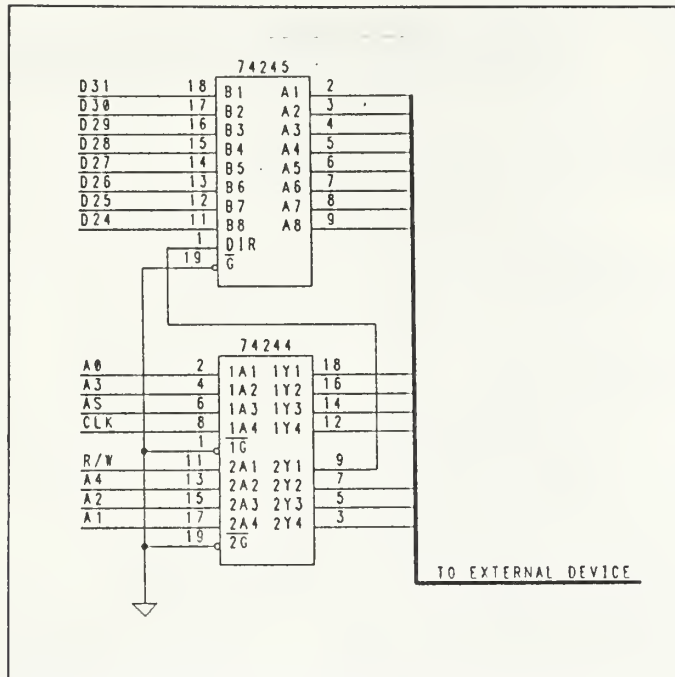 74245
D31 18 B1 A1 2
D30 17 B2 A2 3
D29 16 B3 A3 4
D28 15 B4 A4 5
D27 14 B5 A5 6
D26 13 B6 A6 7
D25 12 B7 A7 8
D24 11 B8 A8 9
1 DIR
19 G
74244
A0 2 1A1 1Y1 18
A3 4 1A2 1Y2 16
AS 6 1A3 1Y3 14
CLK 8 1A4 1Y4 12
1 1G
R/W 11 2A1 2Y1 9
A4 13 2A2 2Y2 7
A2 15 2A3 2Y3 5
A1 17 2A4 2Y4 3
19 2G
TO EXTERNAL DEVICE